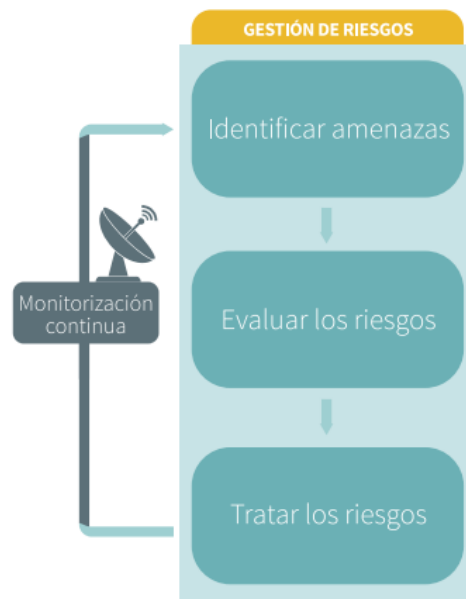 GESTIÓN DE RIESGOS
Identificar amenazas
Monitorización
continua
Evaluar los riesgos
Tratar los riesgos